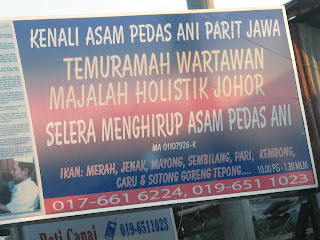 KENALI ASAM PEDAS ANI PARIT JAWA
TEMURAMAH WARTAWAN
MAJALAH HOLISTIK JOHOR
SELERA MENGHIRUP ASAM PEDAS ANI
MA 01107926-K
IKAN: MERAH, JENAK, MAYONG, SEMBILANG, PARI, KEMBONG,
CARU & SOTONG GORENG TEPONG.... 10.00 PG - 1.30 MLM
017-661 6224, 019-651 1023
Roti Canai 019-6511023